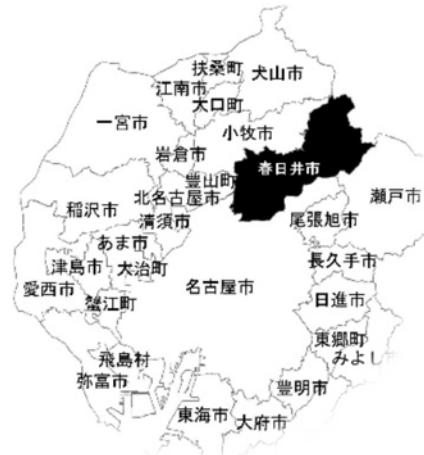 扶桑町
犬山市
江南市
大口町
一宮市
小牧市
岩倉市
春日井市
豊山町
瀬戸市
北名古屋市
稲沢市
清須市
尾張旭市
あま市
津島市
大治町
長久手市
愛西市
名古屋市
日進市
蟹江町
東郷町
みよし市
飛島村
弥富市
豊明市
東海市
大府市